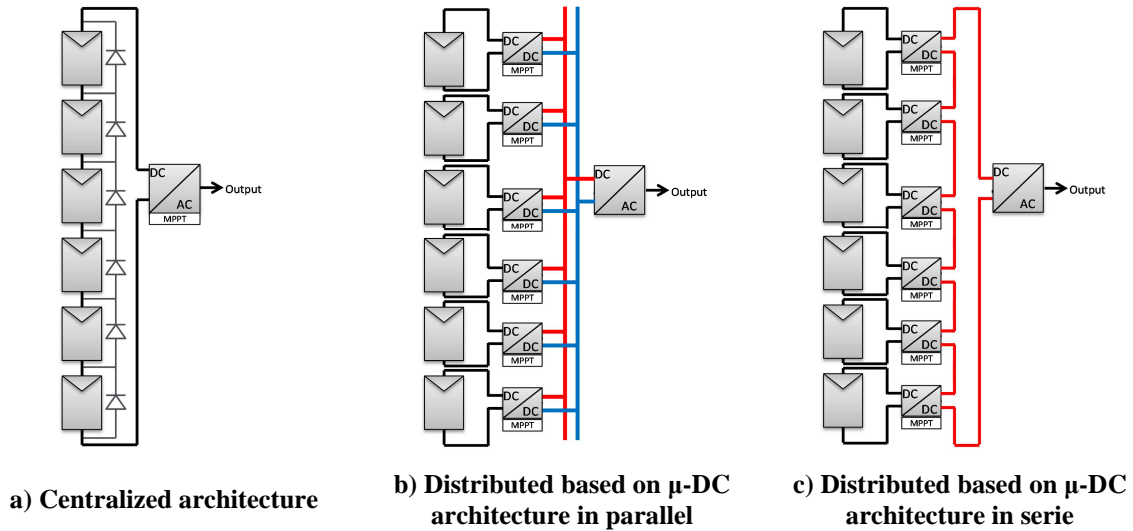 DC
AC
MPPT
Output
a) Centralized architecture
DC
DC
MPPT
DC
DC
MPPT
DC
DC
MPPT
DC
DC
MPPT
DC
DC
MPPT
DC
DC
MPPT
DC
AC
Output
b) Distributed based on μ-DC
architecture in parallel
DC
DC
MPPT
DC
DC
MPPT
DC
DC
MPPT
DC
DC
MPPT
DC
DC
MPPT
DC
DC
MPPT
DC
AC
Output
c) Distributed based on μ-DC
architecture in serie